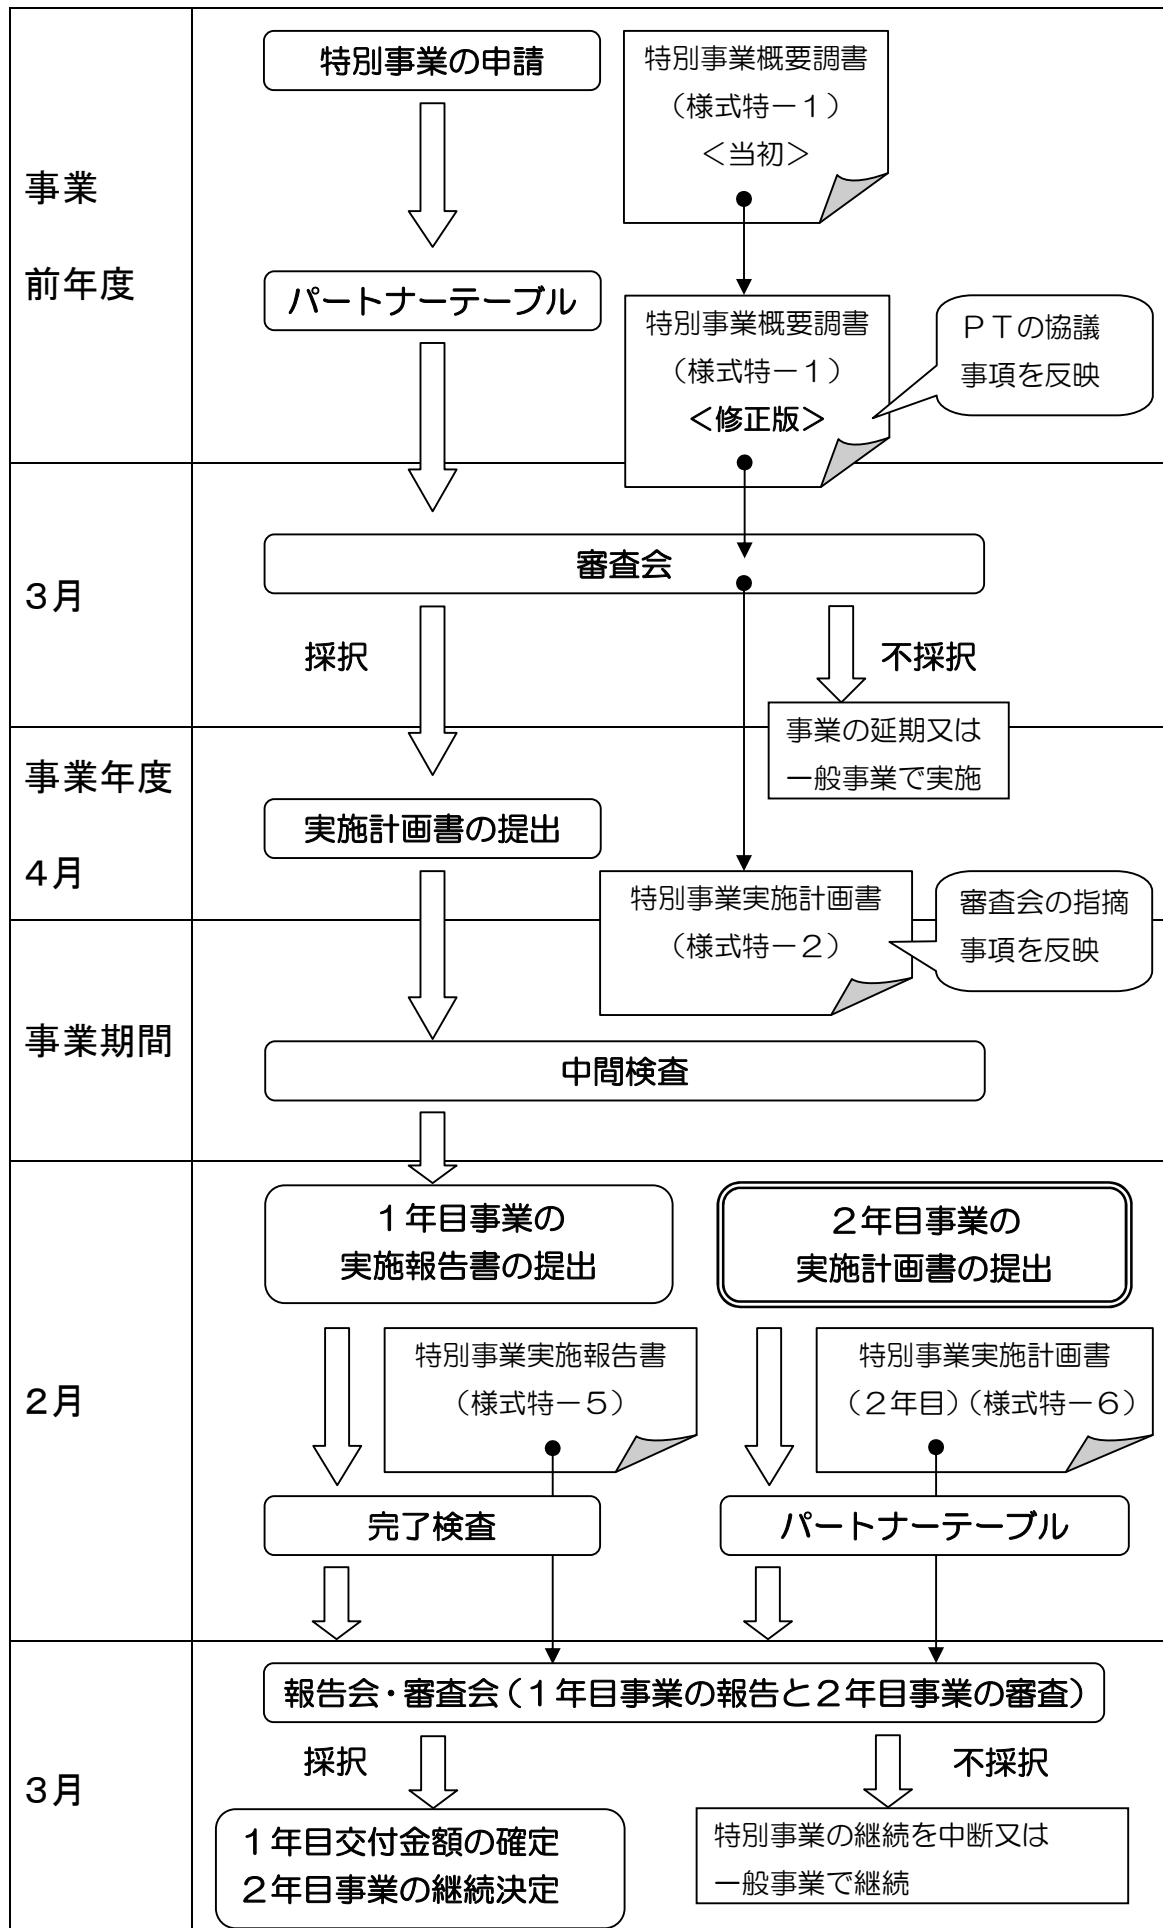 事業
前年度
特別事業の申請
特別事業概要調書
（様式特－１）
＜当初＞
パートナーテーブル
特別事業概要調書
（様式特－１）
＜修正版＞
ＰＴの協議
事項を反映
３月
審査会
採択
不採択
事業の延期又は
一般事業で実施
事業年度
４月
実施計画書の提出
特別事業実施計画書
（様式特－２）
審査会の指摘
事項を反映
事業期間
中間検査
２月
１年目事業の
実施報告書の提出
２年目事業の
実施計画書の提出
特別事業実施報告書
（様式特－５）
特別事業実施計画書
（２年目）（様式特－６）
完了検査
パートナーテーブル
３月
報告会・審査会（１年目事業の報告と２年目事業の審査）
採択
不採択
１年目交付金額の確定
２年目事業の継続決定
特別事業の継続を中断又は
一般事業で継続